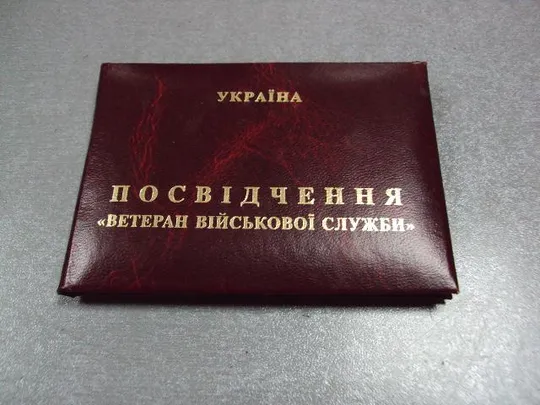 УКРАЇНА
ПОСВІДЧЕННЯ
«ВЕТЕРАН ВІЙСЬКОВОЇ СЛУЖБИ»